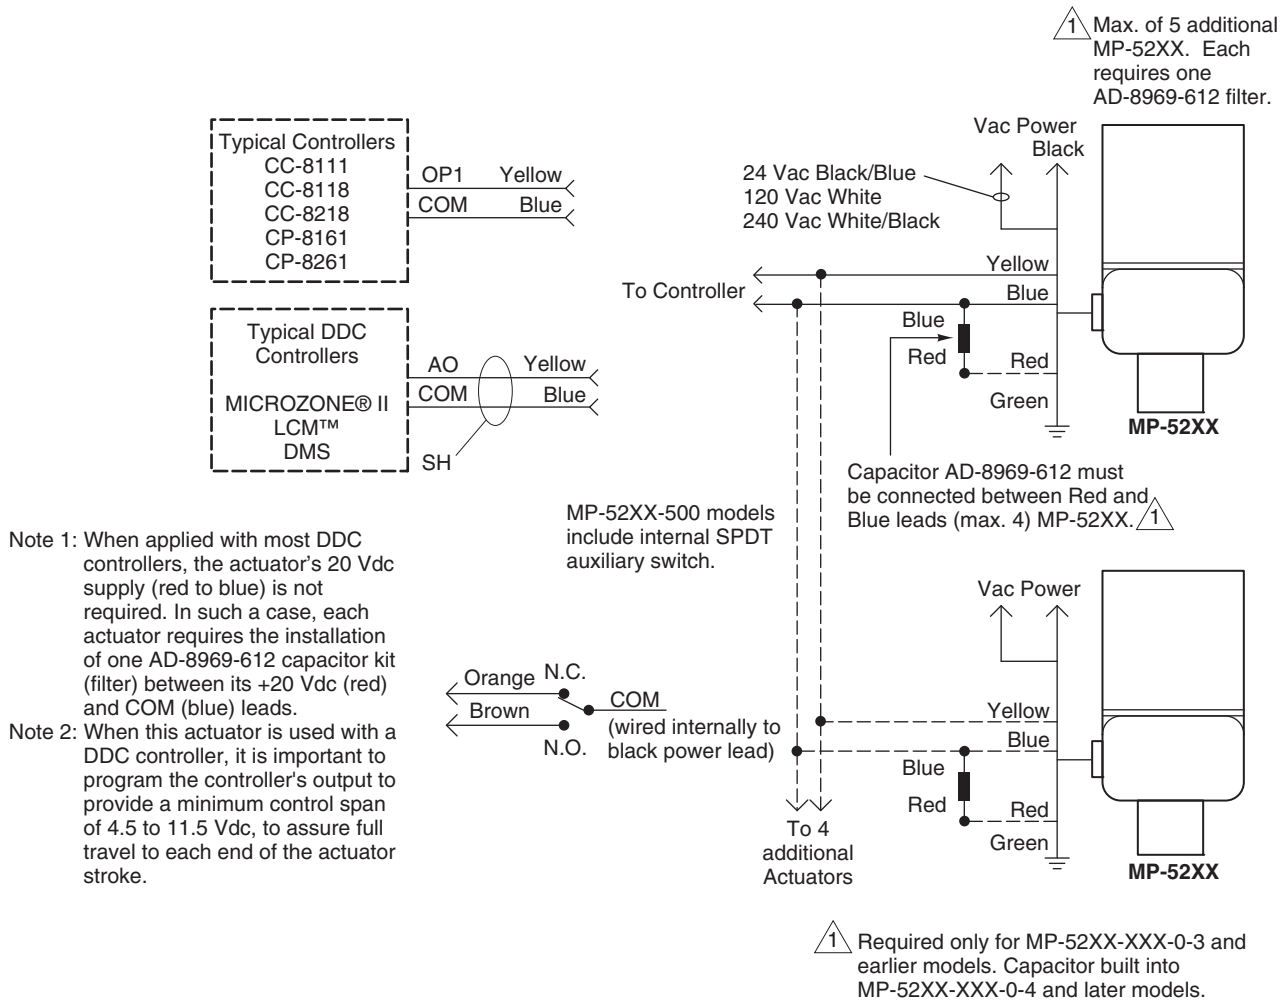 1 Max. of 5 additional
MP-52XX. Each
requires one
AD-8969-612 filter.
Typical Controllers
CC-8111
CC-8118
CC-8218
CP-8161
CP-8261
OP1 Yellow
COM Blue
Vac Power
Black
24 Vac Black/Blue
120 Vac White
240 Vac White/Black
Yellow
To Controller
Blue
Blue
Red
Red
Green
MP-52XX
Typical DDC
Controllers
MICROZONE® II
LCM™
DMS
AO Yellow
COM Blue
SH
Capacitor AD-8969-612 must
be connected between Red and
Blue leads (max. 4) MP-52XX. 1
MP-52XX-500 models
include internal SPDT
auxiliary switch.
Note 1: When applied with most DDC
controllers, the actuator's 20 Vdc
supply (red to blue) is not
required. In such a case, each
actuator requires the installation
of one AD-8969-612 capacitor kit
(filter) between its +20 Vdc (red)
and COM (blue) leads.
Note 2: When this actuator is used with a
DDC controller, it is important to
program the controller's output to
provide a minimum control span
of 4.5 to 11.5 Vdc, to assure full
travel to each end of the actuator
stroke.
Orange N.C.
Brown
N.O.
COM
(wired internally to
black power lead)
Vac Power
Yellow
Blue
Blue
Red
Red
Green
MP-52XX
To 4
additional
Actuators
1 Required only for MP-52XX-XXX-0-3 and
earlier models. Capacitor built into
MP-52XX-XXX-0-4 and later models.